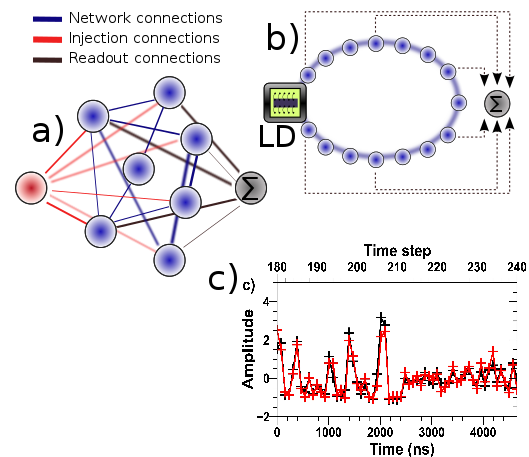 Network connections
Injection connections
Readout connections
a)
Σ
b)
LD
Σ
c)
c)
Time step
180 190 200 210 220 230 240
Amplitude
4
2
0
−2
0 1000 2000 3000 4000
Time (ns)